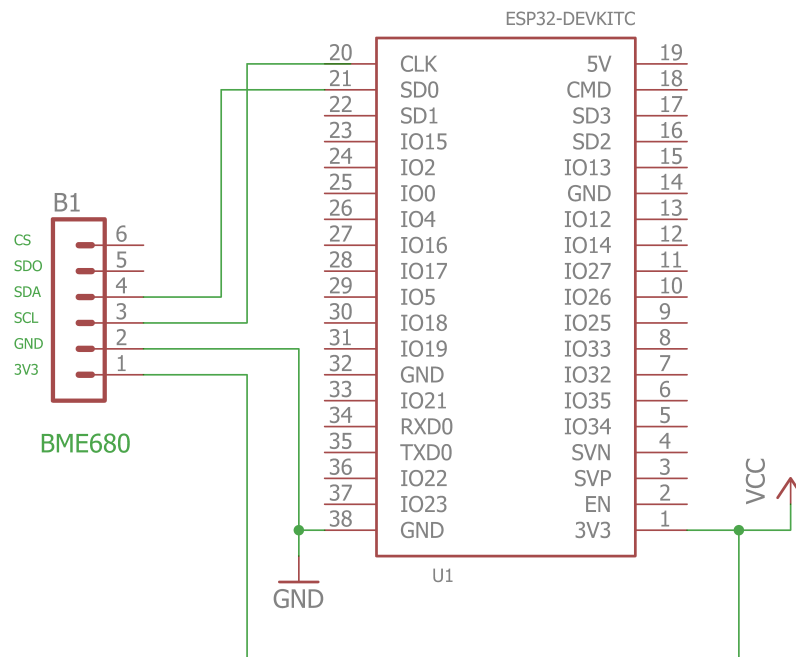 ESP32-DEVKITC
20 CLK 5V 19
21 SD0 CMD 18
22 SD1 SD3 17
23 IO15 SD2 16
24 IO2 IO13 15
25 IO0 GND 14
26 IO4 IO12 13
27 IO16 IO14 12
28 IO17 IO27 11
29 IO5 IO26 10
30 IO18 IO25 9
31 IO19 IO33 8
32 GND IO32 7
33 IO21 IO35 6
34 RXD0 IO34 5
35 TXD0 SVN 4
36 IO22 SVP 3
37 IO23 EN 2
38 GND 3V3 1
U1
B1
CS 6
SDO 5
SDA 4
SCL 3
GND 2
3V3 1
BME680
GND
VCC